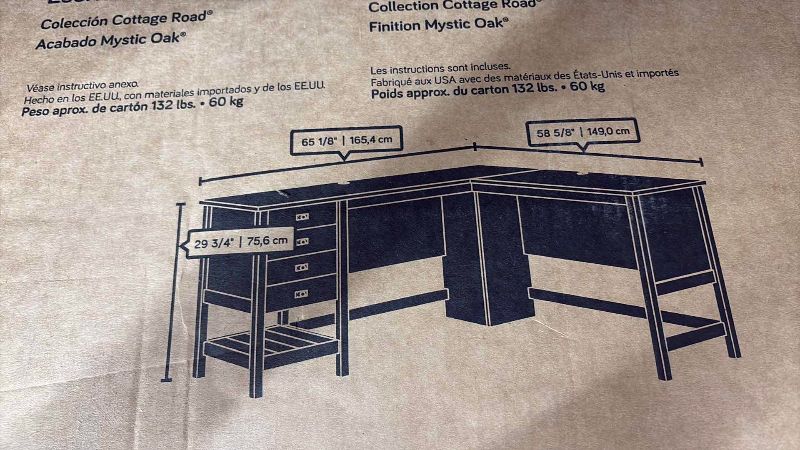 Colección Cottage Road®
Acabado Mystic Oak®
Véase instructivo anexo.
Hecho en los EE.UU., con materiales importados y de los EE.UU.
Peso aprox. de cartón 132 lbs. • 60 kg
Collection Cottage Road®
Finition Mystic Oak®
Les instructions sont incluses.
Fabriqué aux USA avec des matériaux des États-Unis et importés
Poids approx. du carton 132 lbs. • 60 kg
65 1/8" | 165,4 cm
58 5/8" | 149,0 cm
29 3/4" | 75,6 cm